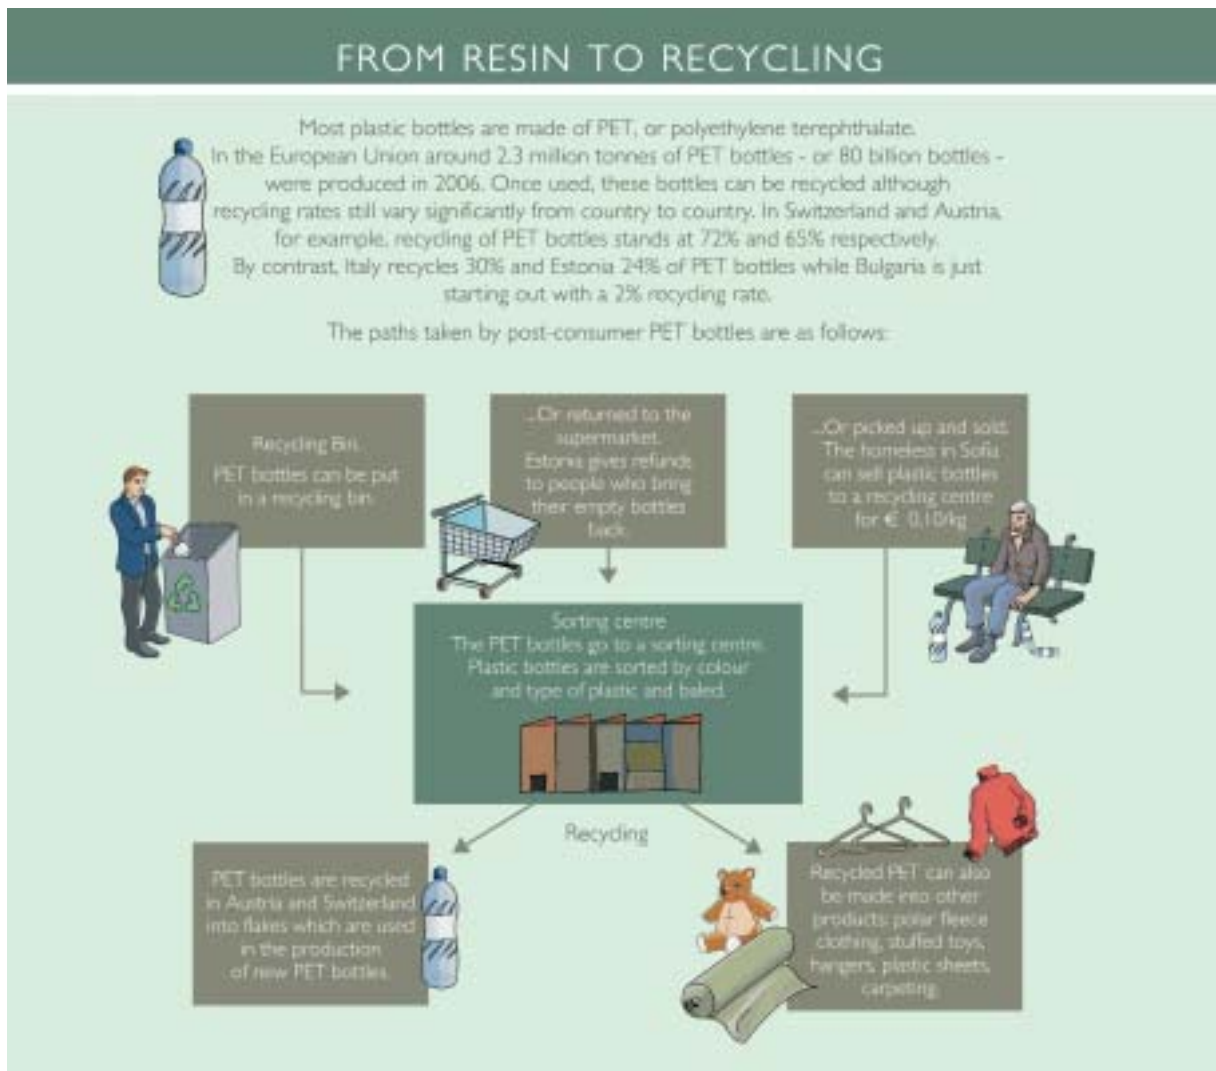 FROM RESIN TO RECYCLING
Most plastic bottles are made of PET, or polyethylene terephthalate.
In the European Union around 2.3 million tonnes of PET bottles - or 80 billion bottles -
were produced in 2006. Once used, these bottles can be recycled although
recycling rates still vary significantly from country to country. In Switzerland and Austria,
for example, recycling of PET bottles stands at 72% and 65% respectively.
By contrast, Italy recycles 30% and Estonia 24% of PET bottles while Bulgaria is just
starting out with a 2% recycling rate.
The paths taken by post-consumer PET bottles are as follows:
Recycling Bin.
PET bottles can be put
in a recycling bin
...Or returned to the
supermarket.
Estonia gives refunds
to people who bring
their empty bottles
back.
...Or picked up and sold.
The homeless in Sofia
can sell plastic bottles
to a recycling centre
for € 0,10/kg
Sorting centre
The PET bottles go to a sorting centre.
Plastic bottles are sorted by colour
and type of plastic and baled.
Recycling
PET bottles are recycled
in Austria and Switzerland
into flakes which are used
in the production
of new PET bottles.
Recycled PET can also
be made into other
products: polar fleece
clothing, stuffed toys,
hangers, plastic sheets,
carpeting.